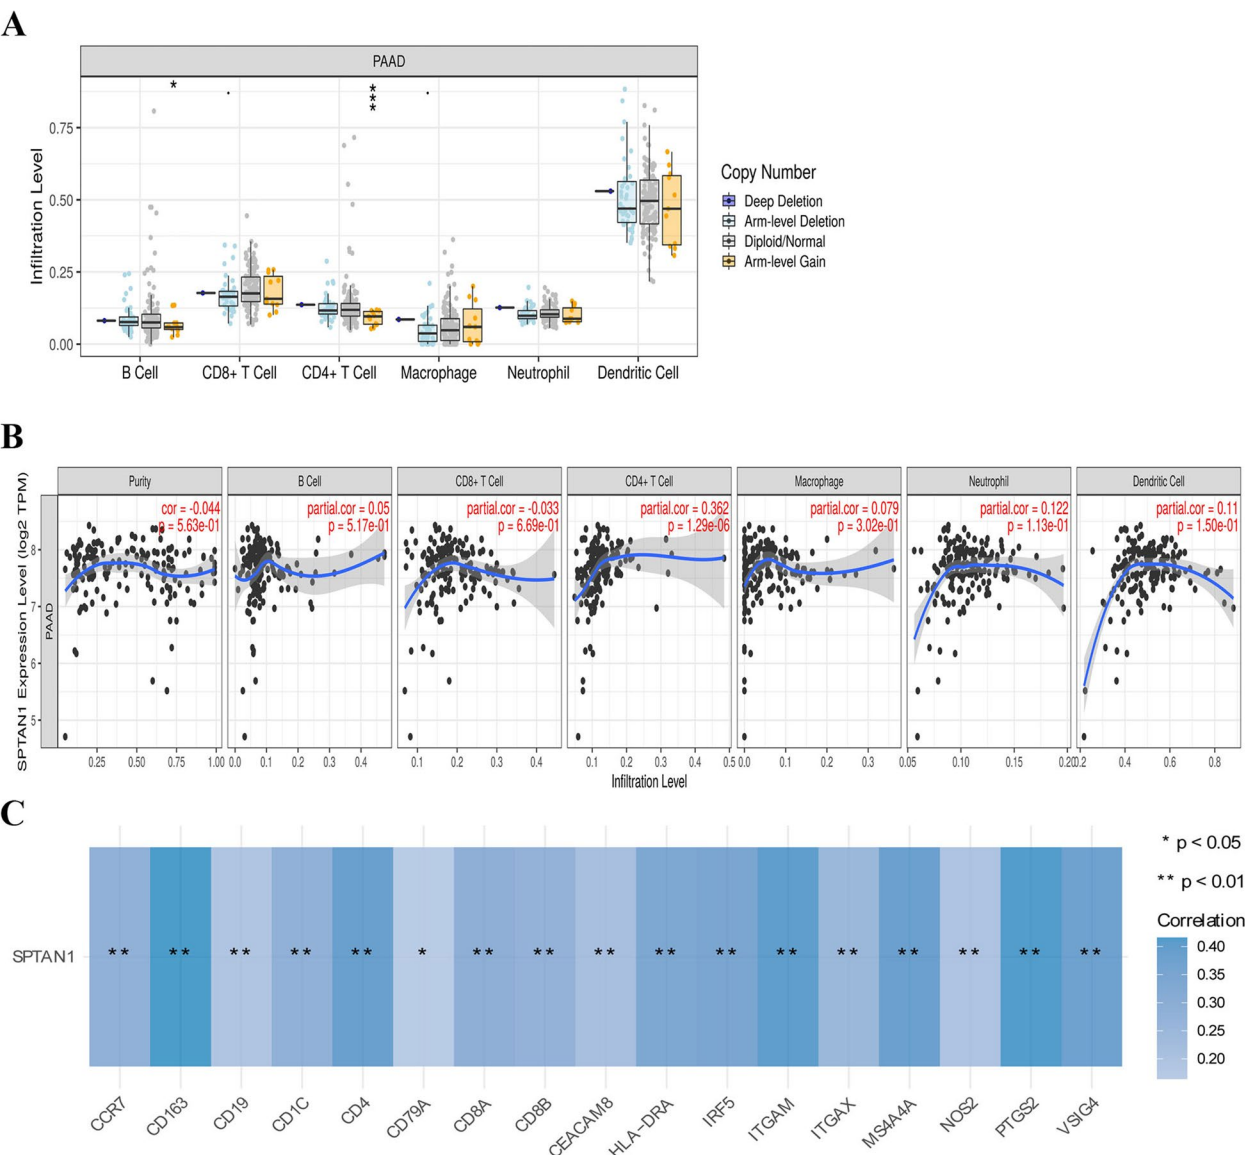 A
PAAD
* . *** .
Infiltration Level
0.75
0.50
0.25
0.00
B Cell CD8+ T Cell CD4+ T Cell Macrophage Neutrophil Dendritic Cell
Copy Number
Deep Deletion
Arm-level Deletion
Diploid/Normal
Arm-level Gain
B
SPTAN1 Expression Level (log2 TPM)
PAAD
Purity B Cell CD8+ T Cell CD4+ T Cell Macrophage Neutrophil Dendritic Cell
cor = -0.044 partial.cor = 0.05 partial.cor = -0.033 partial.cor = 0.362 partial.cor = 0.079 partial.cor = 0.122 partial.cor = 0.11
p = 5.63e-01 p = 5.17e-01 p = 6.69e-01 p = 1.29e-06 p = 3.02e-01 p = 1.13e-01 p = 1.50e-01
8
7
6
5
0.25 0.50 0.75 1.00 0.0 0.1 0.2 0.3 0.4 0.1 0.2 0.3 0.4 0.1 0.2 0.3 0.4 0.5 0.0 0.1 0.2 0.3 0.05 0.10 0.15 0.20 0.2 0.4 0.6 0.8
Infiltration Level
C
SPTAN1
** ** ** ** ** * ** ** ** ** ** ** ** ** ** ** **
CCR7 CD163 CD19 CD1C CD4 CD79A CD8A CD8B CEACAM8 HLA-DRA IRF5 ITGAM ITGAX MS4A4A NOS2 PTGS2 VSIG4
* p < 0.05
** p < 0.01
Correlation
0.40
0.35
0.30
0.25
0.20